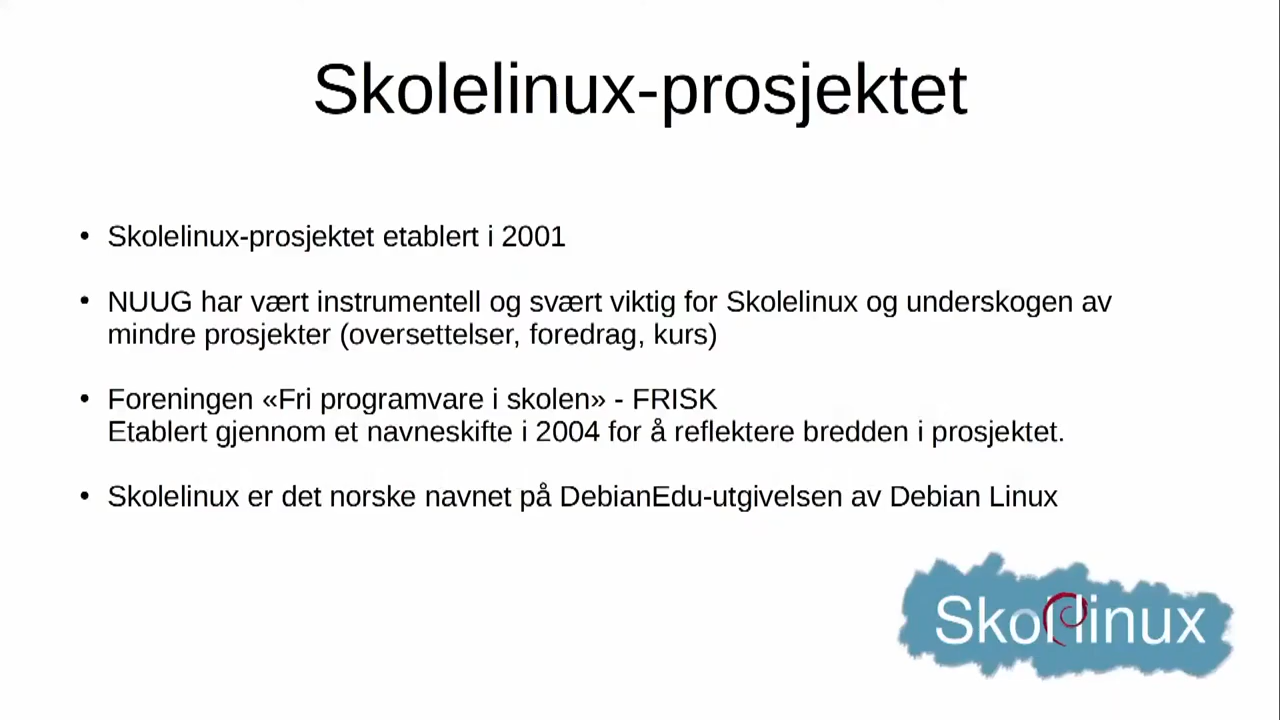 Skolelinux-prosjektet
• Skolelinux-prosjektet etablert i 2001
• NUUG har vært instrumentell og svært viktig for Skolelinux og underskogen av
mindre prosjekter (oversettelser, foredrag, kurs)
• Foreningen «Fri programvare i skolen» - FRISK
Etablert gjennom et navneskifte i 2004 for å reflektere bredden i prosjektet.
• Skolelinux er det norske navnet på DebianEdu-utgivelsen av Debian Linux
Skolelinux